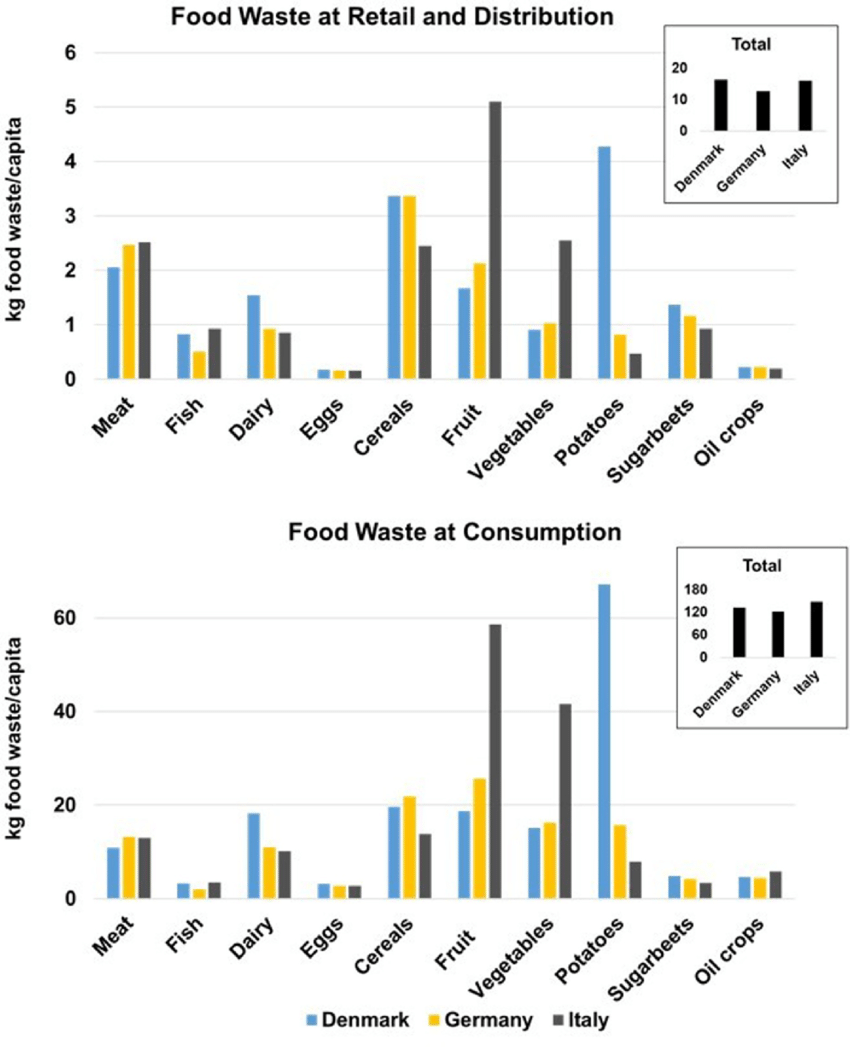 Food Waste at Retail and Distribution
kg food waste/capita
6
5
4
3
2
1
0
Meat
Fish
Dairy
Eggs
Cereals
Fruit
Vegetables
Potatoes
Sugarbeets
Oil crops
Total
20
10
0
Denmark
Germany
Italy
Food Waste at Consumption
kg food waste/capita
60
40
20
0
Meat
Fish
Dairy
Eggs
Cereals
Fruit
Vegetables
Potatoes
Sugarbeets
Oil crops
Total
180
120
60
0
Denmark
Germany
Italy
Denmark Germany Italy